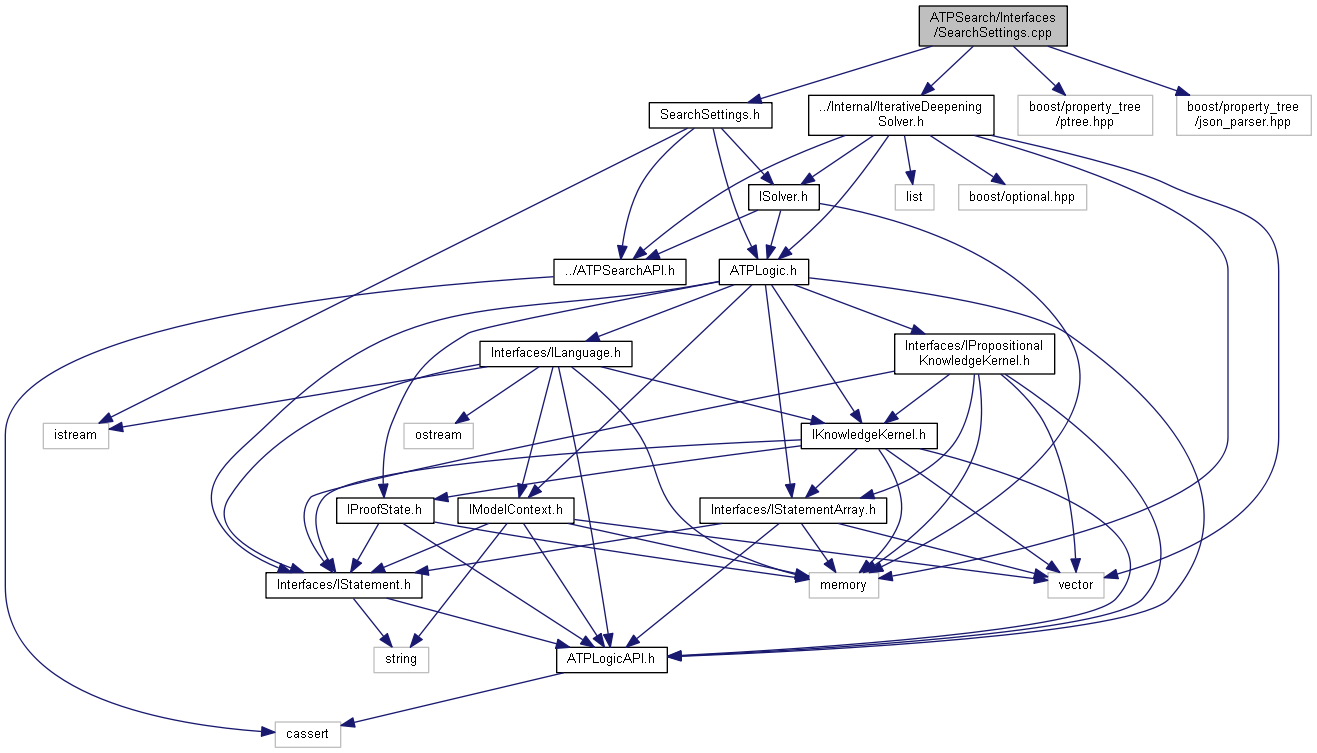 ATPSearch/Interfaces
/SearchSettings.cpp
SearchSettings.h
../Internal/IterativeDeepening
Solver.h
boost/property_tree
/ptree.hpp
boost/property_tree
/json_parser.hpp
ISolver.h
list
boost/optional.hpp
../ATPSearchAPI.h
ATPLogic.h
Interfaces/ILanguage.h
Interfaces/IPropositional
KnowledgeKernel.h
istream
ostream
IKnowledgeKernel.h
IProofState.h
IModelContext.h
Interfaces/IStatementArray.h
Interfaces/IStatement.h
memory
vector
string
ATPLogicAPI.h
cassert